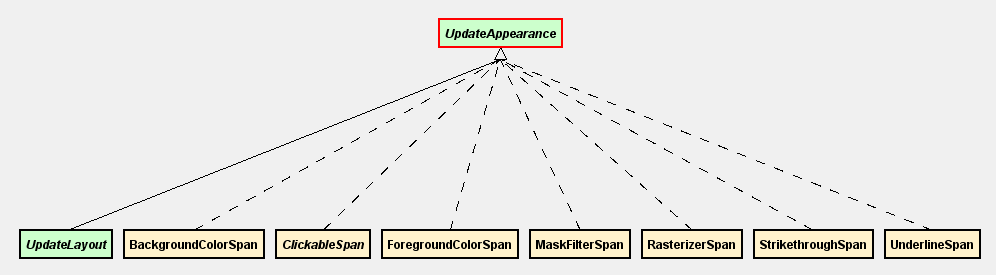 UpdateAppearance
UpdateLayout BackgroundColorSpan ClickableSpan ForegroundColorSpan MaskFilterSpan RasterizerSpan StrikethroughSpan UnderlineSpan